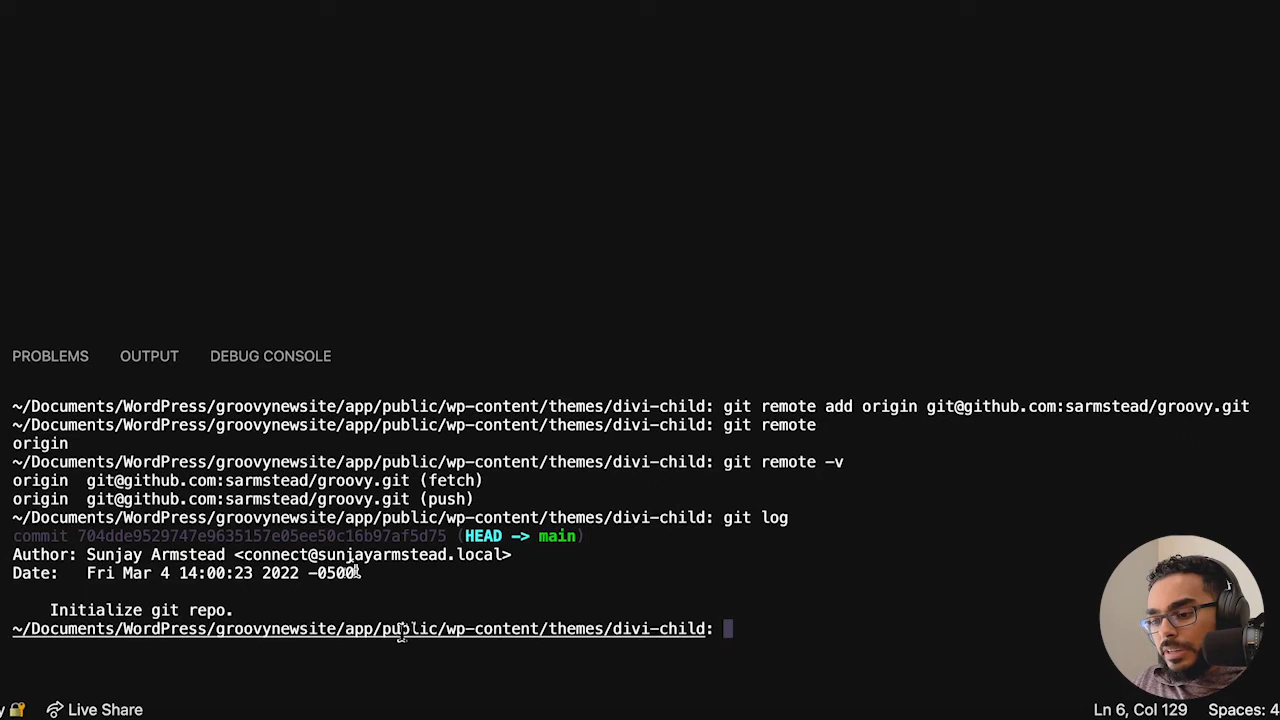 PROBLEMS OUTPUT DEBUG CONSOLE
~/Documents/WordPress/groovynewsite/app/public/wp-content/themes/divi-child: git remote add origin git@github.com:sarmstead/groovy.git
~/Documents/WordPress/groovynewsite/app/public/wp-content/themes/divi-child: git remote
origin
~/Documents/WordPress/groovynewsite/app/public/wp-content/themes/divi-child: git remote -v
origin git@github.com:sarmstead/groovy.git (fetch)
origin git@github.com:sarmstead/groovy.git (push)
~/Documents/WordPress/groovynewsite/app/public/wp-content/themes/divi-child: git log
commit 704dde9529747e9635157e05ee50c16b97af5d75 (HEAD -> main)
Author: Sunjay Armstead <connect@sunjayarmstead.local>
Date: Fri Mar 4 14:00:23 2022 -0500
Initialize git repo.
~/Documents/WordPress/groovynewsite/app/public/wp-content/themes/divi-child:
y Live Share Ln 6, Col 129 Spaces: 4